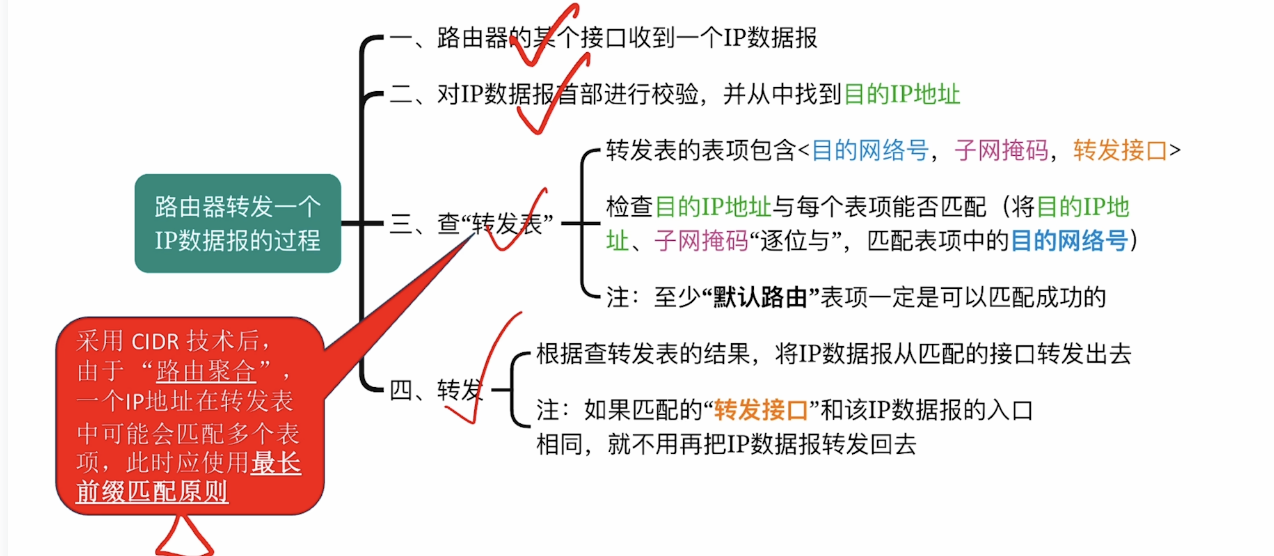 一、路由器的某个接口收到一个IP数据报
二、对IP数据报首部进行校验，并从中找到目的IP地址
路由器转发一个
IP数据报的过程
三、查“转发表”
转发表的表项包含<目的网络号，子网掩码，转发接口>
检查目的IP地址与每个表项能否匹配（将目的IP地
址、子网掩码“逐位与”，匹配表项中的目的网络号）
注：至少“默认路由”表项一定是可以匹配成功的
采用 CIDR 技术后，
由于“路由聚合”，
一个IP地址在转发表
中可能会匹配多个表
项，此时应使用最长
前缀匹配原则
四、转发
根据查转发表的结果，将IP数据报从匹配的接口转发出去
注：如果匹配的“转发接口”和该IP数据报的入口
相同，就不用再把IP数据报转发回去